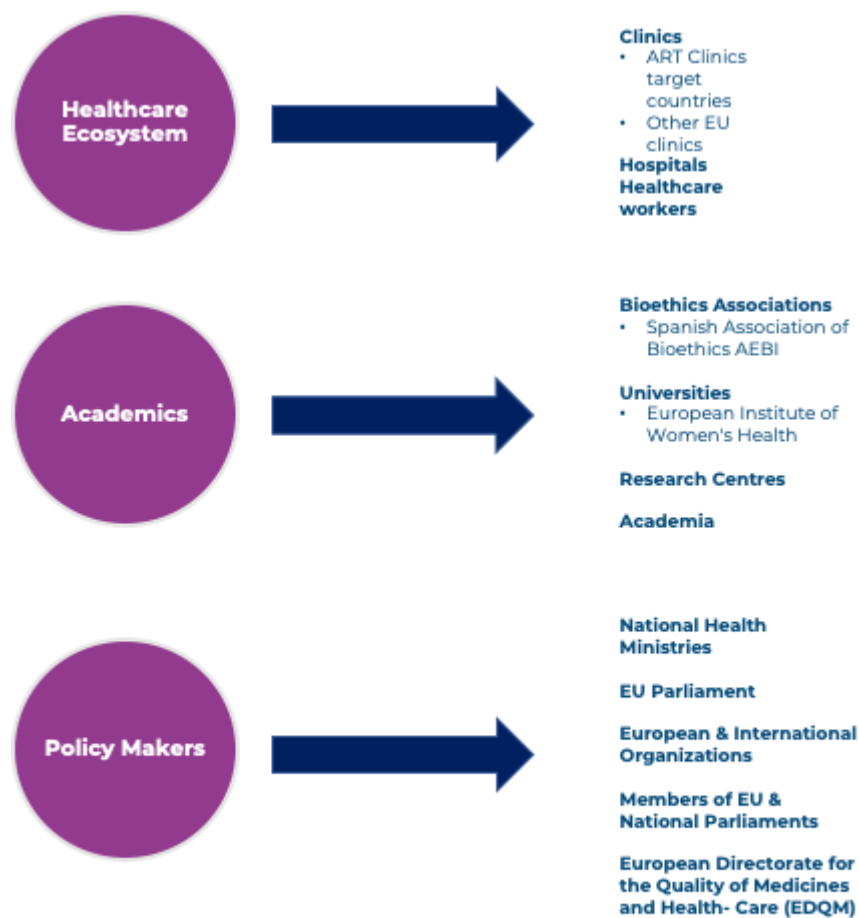 Healthcare
Ecosystem
Clinics
• ART Clinics
target
countries
• Other EU
clinics
Hospitals
Healthcare
workers
Academics
Bioethics Associations
• Spanish Association of
Bioethics AEBI
Universities
• European Institute of
Women's Health
Research Centres
Academia
Policy Makers
National Health
Ministries
EU Parliament
European & International
Organizations
Members of EU &
National Parliaments
European Directorate for
the Quality of Medicines
and Health- Care (EDQM)